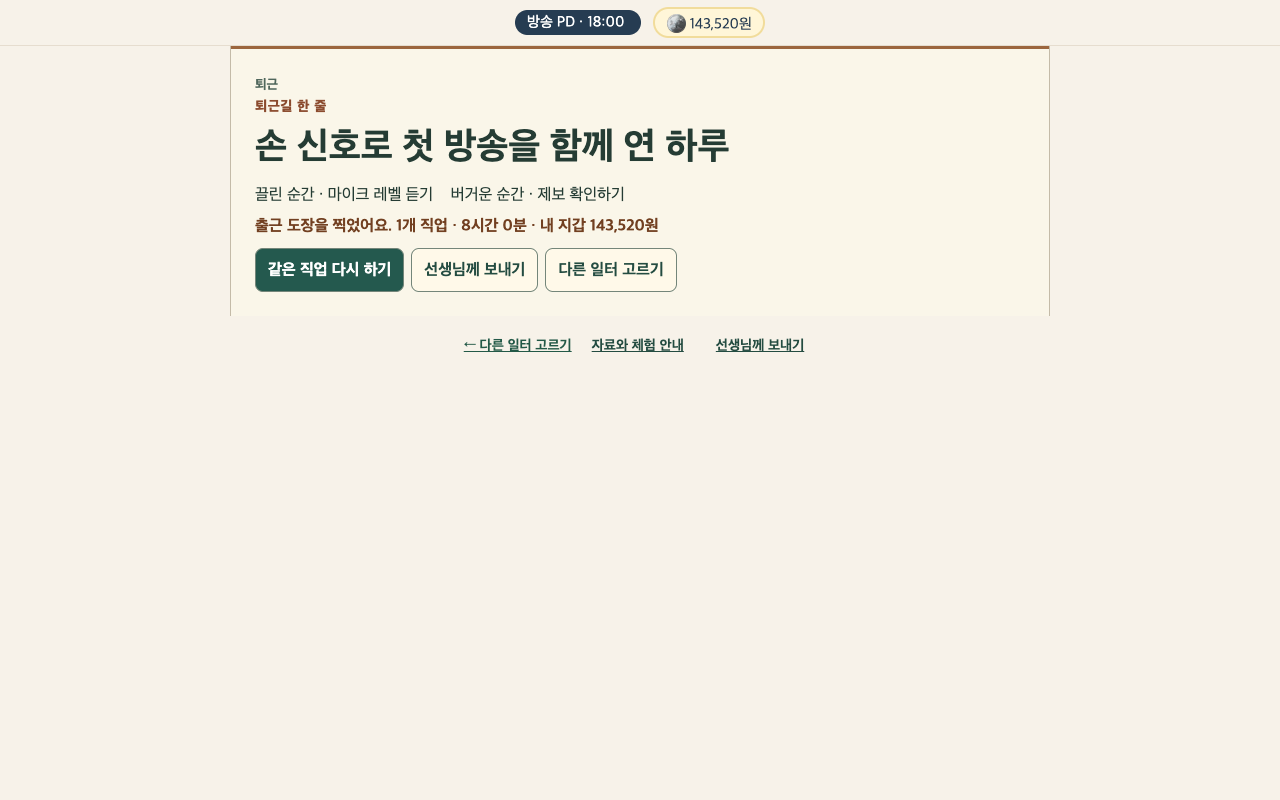 방송 PD · 18:00
143,520원
퇴근
퇴근길 한 줄
손 신호로 첫 방송을 함께 연 하루
끌린 순간 · 마이크 레벨 듣기 버거운 순간 · 제보 확인하기
출근 도장을 찍었어요. 1개 직업 · 8시간 0분 · 내 지갑 143,520원
같은 직업 다시 하기 선생님께 보내기 다른 일터 고르기
← 다른 일터 고르기 자료와 체험 안내 선생님께 보내기